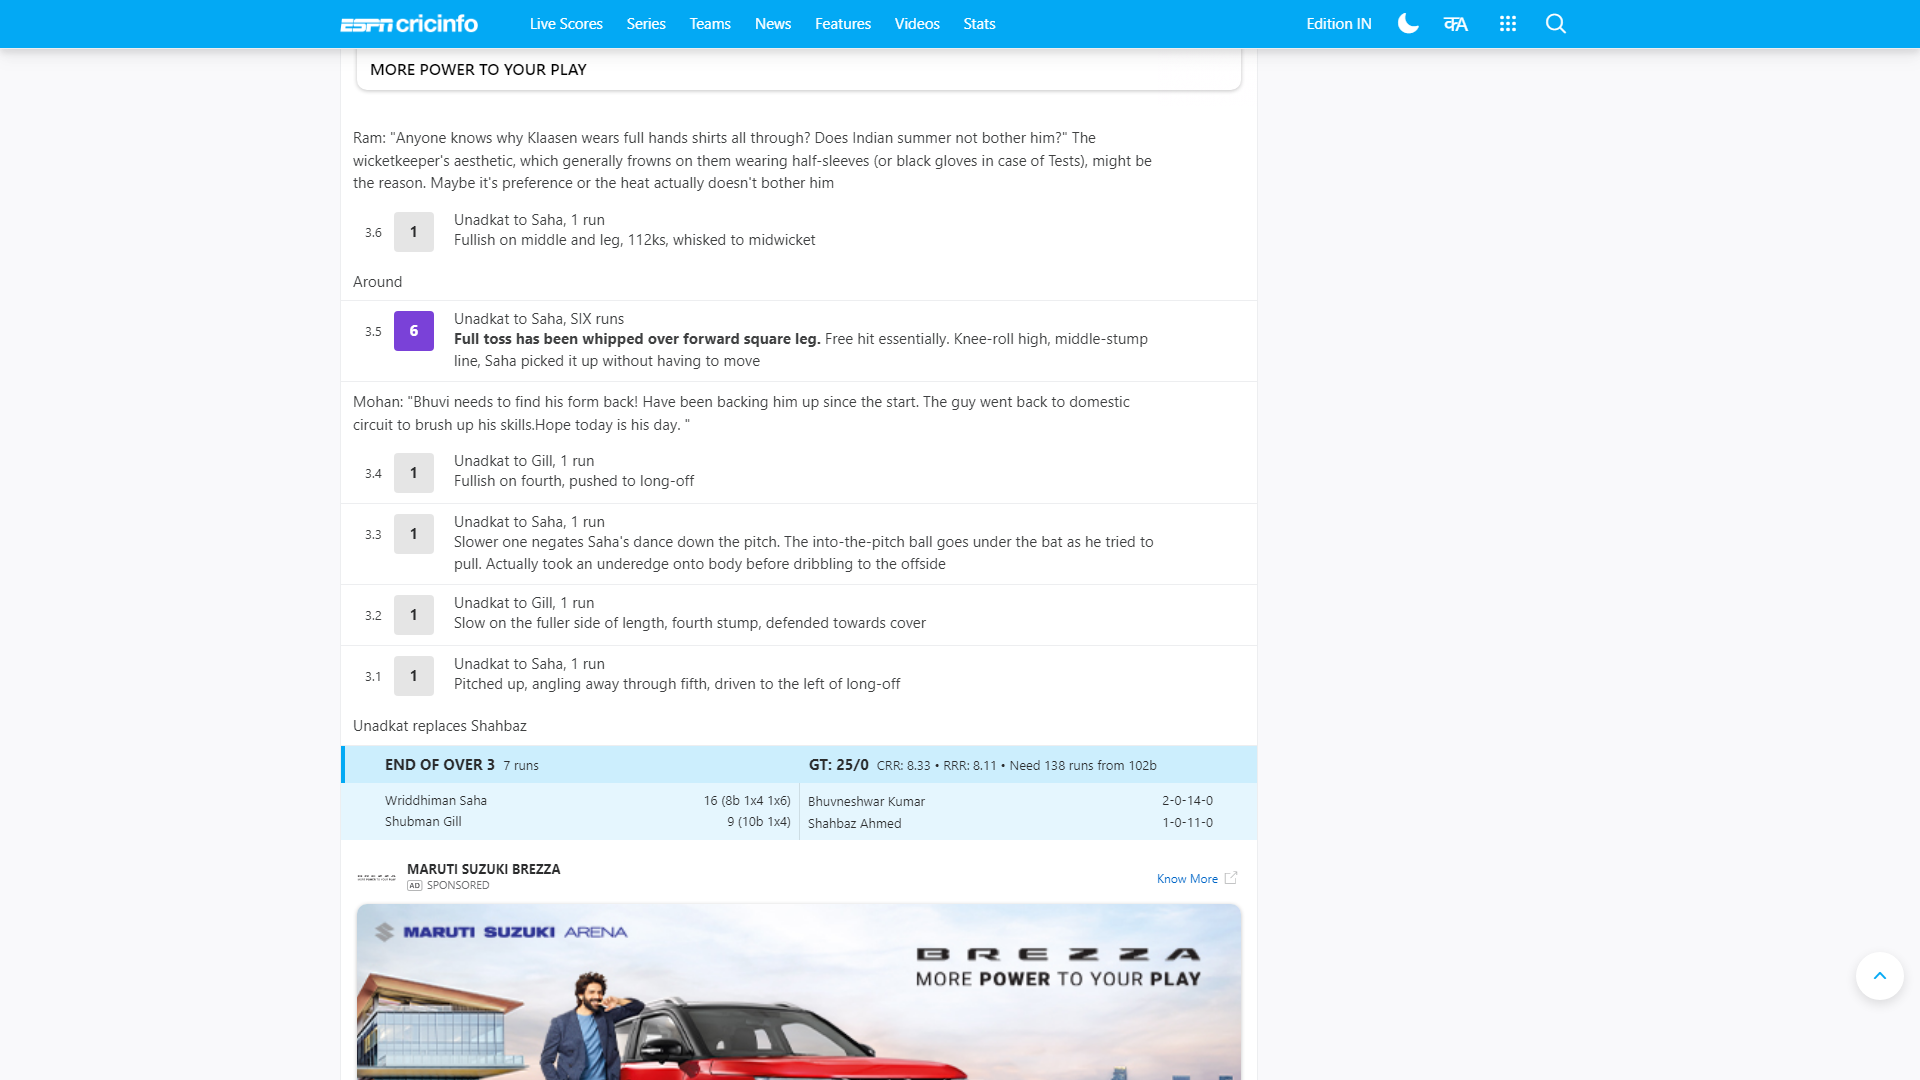 ESPN cricinfo Live Scores Series Teams News Features Videos Stats Edition IN कA
MORE POWER TO YOUR PLAY
Ram: "Anyone knows why Klaasen wears full hands shirts all through? Does Indian summer not bother him?" The
wicketkeeper's aesthetic, which generally frowns on them wearing half-sleeves (or black gloves in case of Tests), might be
the reason. Maybe it's preference or the heat actually doesn't bother him
3.6 1 Unadkat to Saha, 1 run
Fullish on middle and leg, 112ks, whisked to midwicket
Around
3.5 6 Unadkat to Saha, SIX runs
Full toss has been whipped over forward square leg. Free hit essentially. Knee-roll high, middle-stump
line, Saha picked it up without having to move
Mohan: "Bhuvi needs to find his form back! Have been backing him up since the start. The guy went back to domestic
circuit to brush up his skills.Hope today is his day. "
3.4 1 Unadkat to Gill, 1 run
Fullish on fourth, pushed to long-off
3.3 1 Unadkat to Saha, 1 run
Slower one negates Saha's dance down the pitch. The into-the-pitch ball goes under the bat as he tried to
pull. Actually took an underedge onto body before dribbling to the offside
3.2 1 Unadkat to Gill, 1 run
Slow on the fuller side of length, fourth stump, defended towards cover
3.1 1 Unadkat to Saha, 1 run
Pitched up, angling away through fifth, driven to the left of long-off
Unadkat replaces Shahbaz
END OF OVER 3 7 runs GT: 25/0 CRR: 8.33 • RRR: 8.11 • Need 138 runs from 102b
Wriddhiman Saha 16 (8b 1x4 1x6) Bhuvneshwar Kumar 2-0-14-0
Shubman Gill 9 (10b 1x4) Shahbaz Ahmed 1-0-11-0
MARUTI SUZUKI BREZZA
AD SPONSORED
Know More
MARUTI SUZUKI ARENA
BREZZA
MORE POWER TO YOUR PLAY